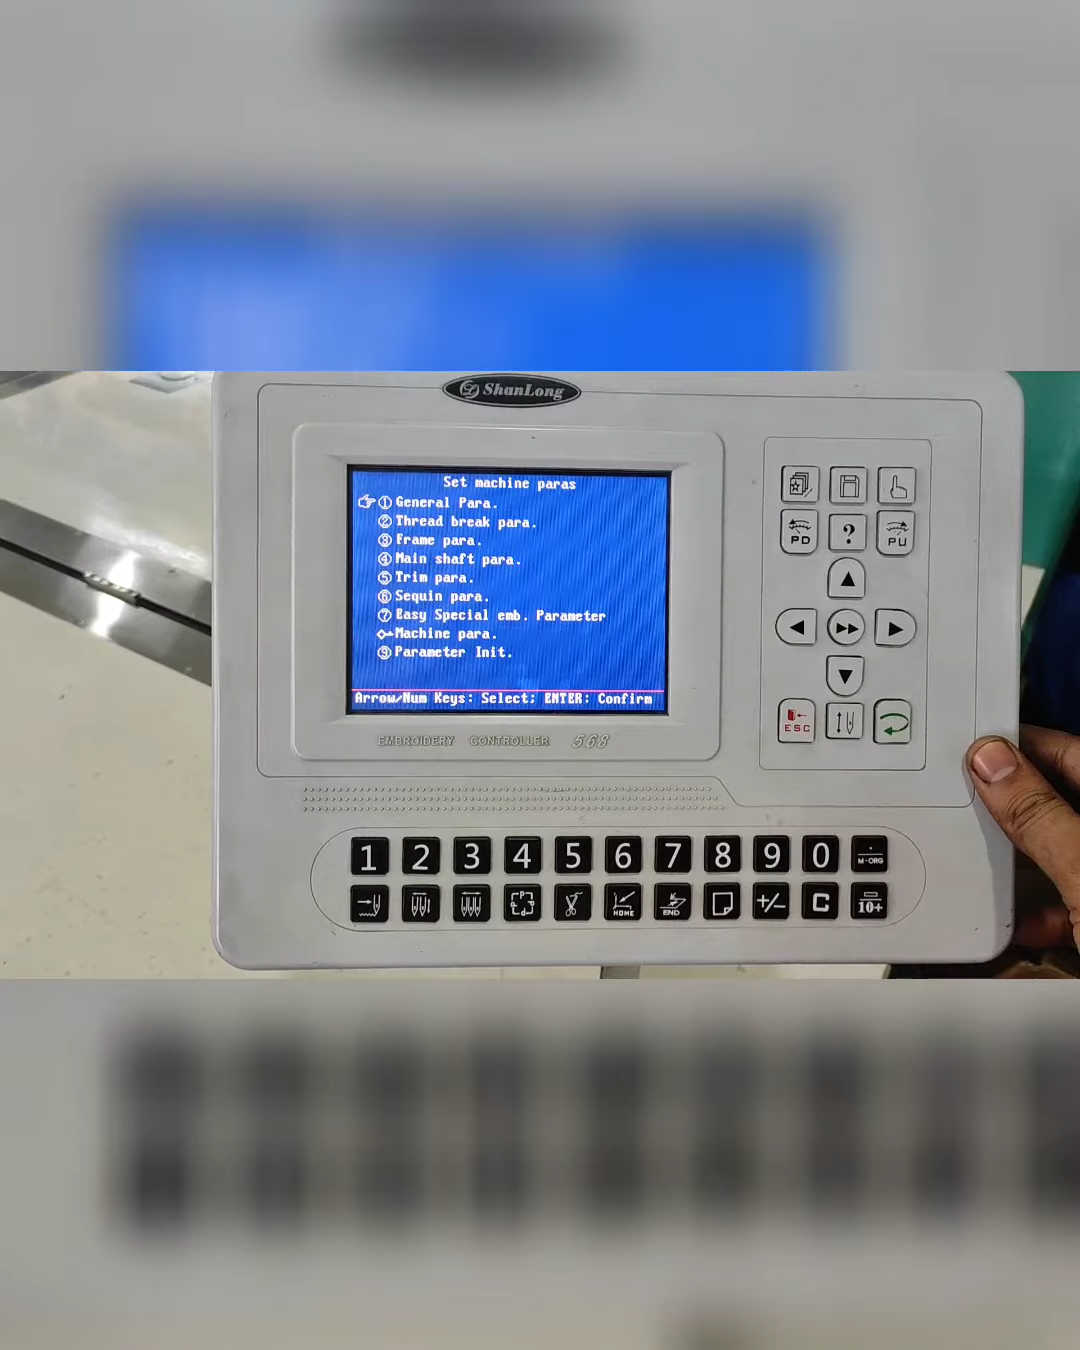 ShanLong
Set machine paras
① General Para.
② Thread break para.
③ Frame para.
④ Main shaft para.
⑤ Trim para.
⑥ Sequin para.
⑦ Easy Special emb. Parameter
Machine para.
⑨ Parameter Init.
Arrow/Num Keys: Select; ENTER: Confirm
EMBROIDERY CONTROLLER 568
PD ? PU
ESC
1 2 3 4 5 6 7 8 9 0 M·ORG
HOME END +/- C 10+